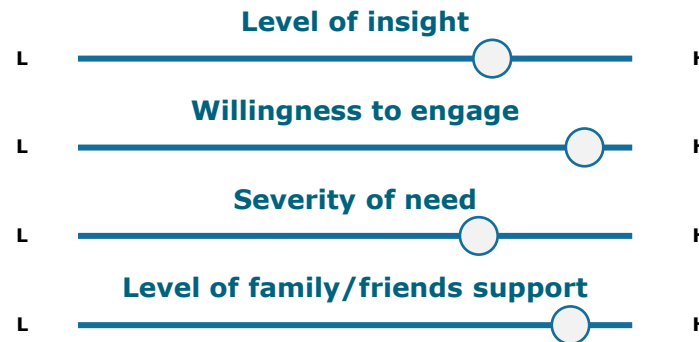 Level of insight
L H
Willingness to engage
L H
Severity of need
L H
Level of family/friends support
L H